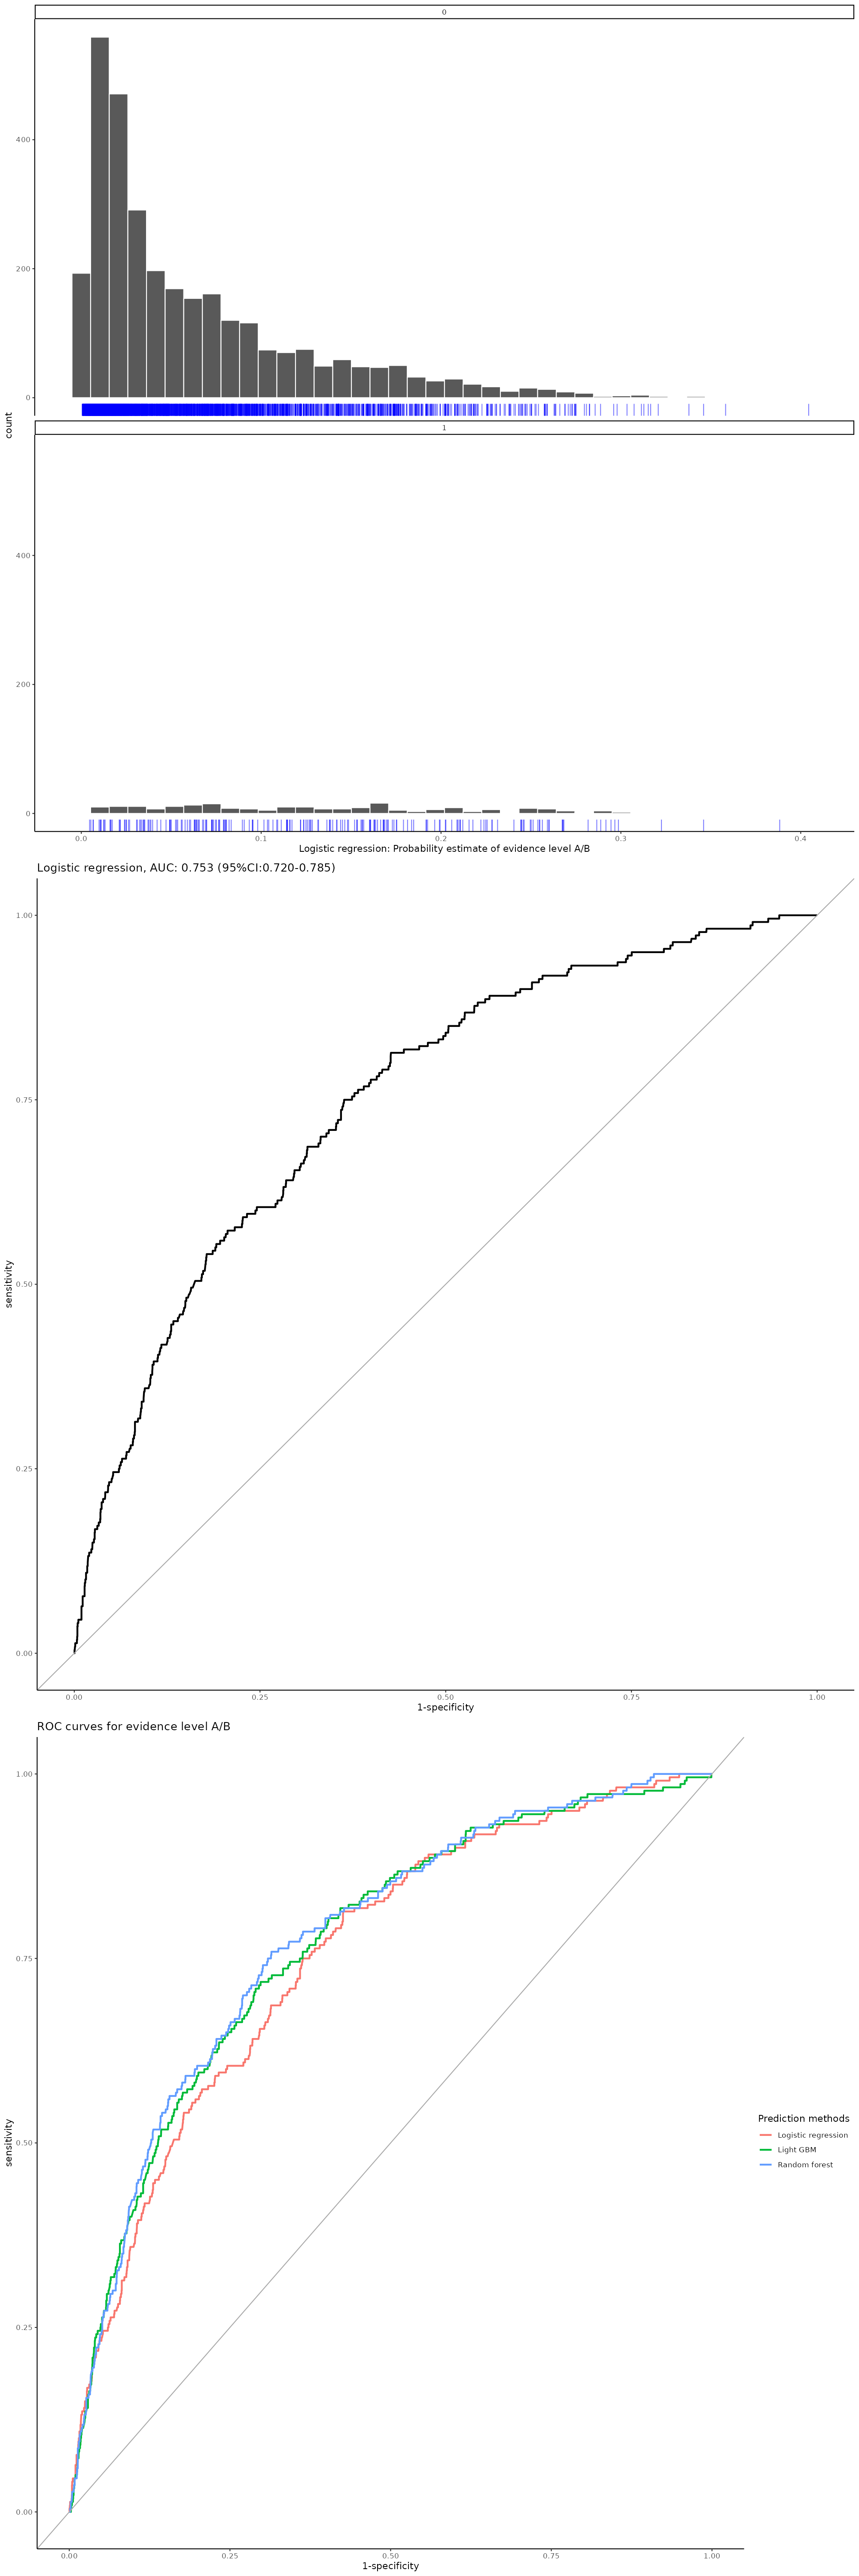 0
400
200
0
count
1
400
200
0
0.0 0.1 0.2 0.3 0.4
Logistic regression: Probability estimate of evidence level A/B
Logistic regression, AUC: 0.753 (95%CI:0.720-0.785)
1.00
0.75
0.50
sensitivity
0.25
0.00
0.00 0.25 0.50 0.75 1.00
1-specificity
ROC curves for evidence level A/B
1.00
0.75
Prediction methods
Logistic regression
Light GBM
Random forest
0.50
sensitivity
0.25
0.00
0.00 0.25 0.50 0.75 1.00
1-specificity